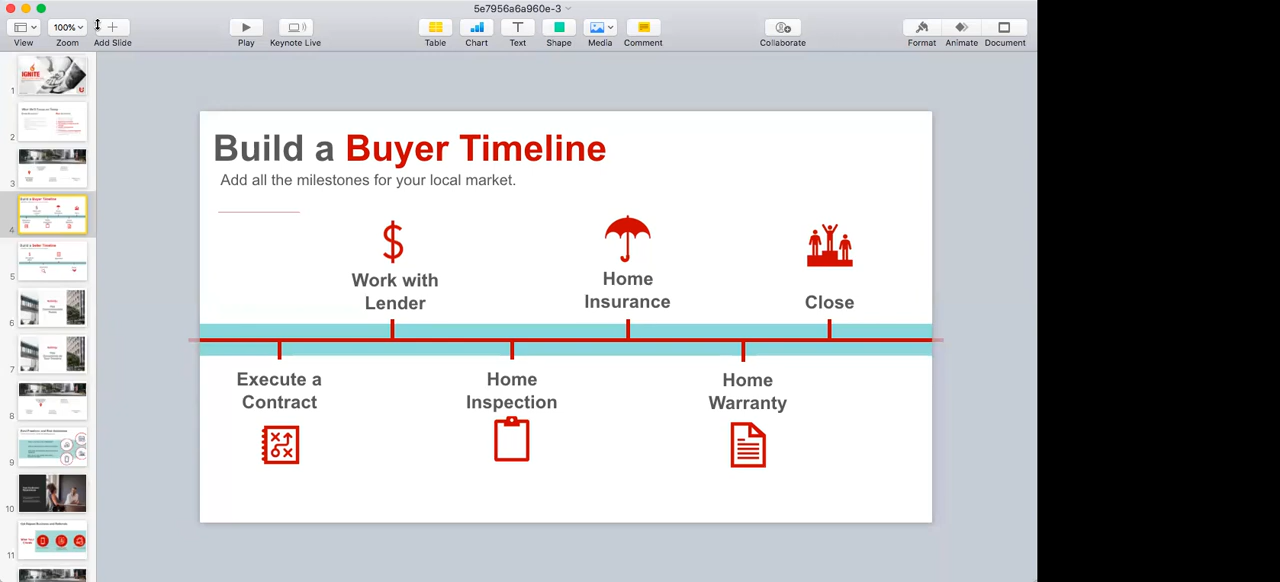 5e7956a6a960e-3
100%
View
Zoom
Add Slide
Play
Keynote Live
Table
Chart
Text
Shape
Media
Comment
Collaborate
Format
Animate
Document
IGNITE
1
2
3
4
5
6
7
8
9
10
11
Build a Buyer Timeline
Add all the milestones for your local market.
$
Work with
Lender
Home
Insurance
Close
Execute a
Contract
Home
Inspection
Home
Warranty